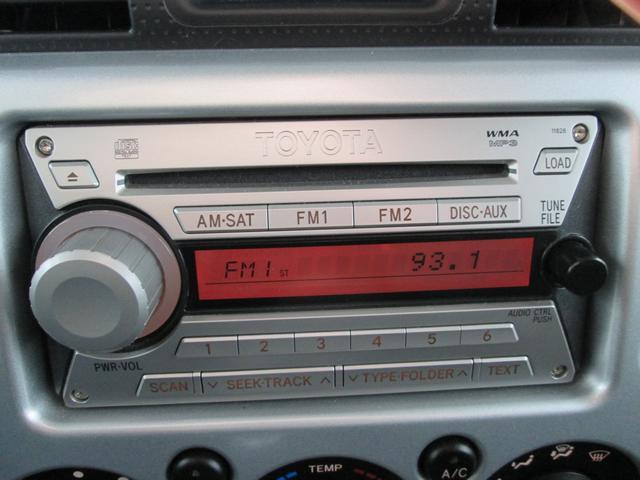 TOYOTA
WMA
MP3
11826
LOAD
AM·SAT FM1 FM2 DISC·AUX
TUNE
FILE
FM1 ST 93.1
AUDIO CTRL
PUSH
1 2 3 4 5 6
PWR·VOL
SCAN SEEK·TRACK TYPE·FOLDER TEXT
TEMP
A/C